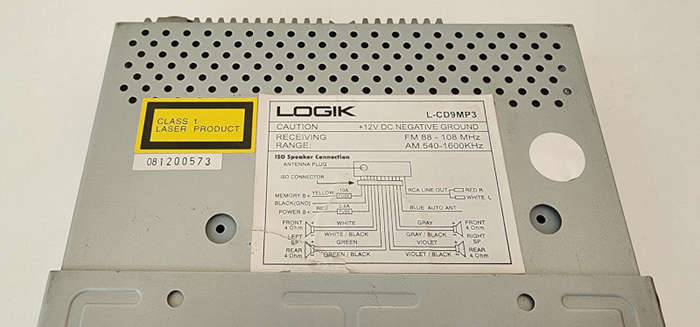 CLASS 1
LASER PRODUCT
081200573
LOGIK L-CD9MP3
CAUTION +12V DC NEGATIVE GROUND
RECEIVING FM 88 - 108 MHz
RANGE: AM 540-1600KHz
ISO Speaker Connection
ANTENNA PLUG
ISO CONNECTOR
RCA LINE OUT RED R
WHITE L
MEMORY B+ YELLOW 10A FUSE
BLACK(GND)
POWER B+ RED FUSE
BLUE AUTO ANT
FRONT 4 Ohm WHITE GRAY FRONT 4 Ohm
WHITE / BLACK GRAY / BLACK
LEFT SP RIGHT SP
GREEN VIOLET
REAR 4 Ohm GREEN / BLACK VIOLET / BLACK REAR 4 Ohm